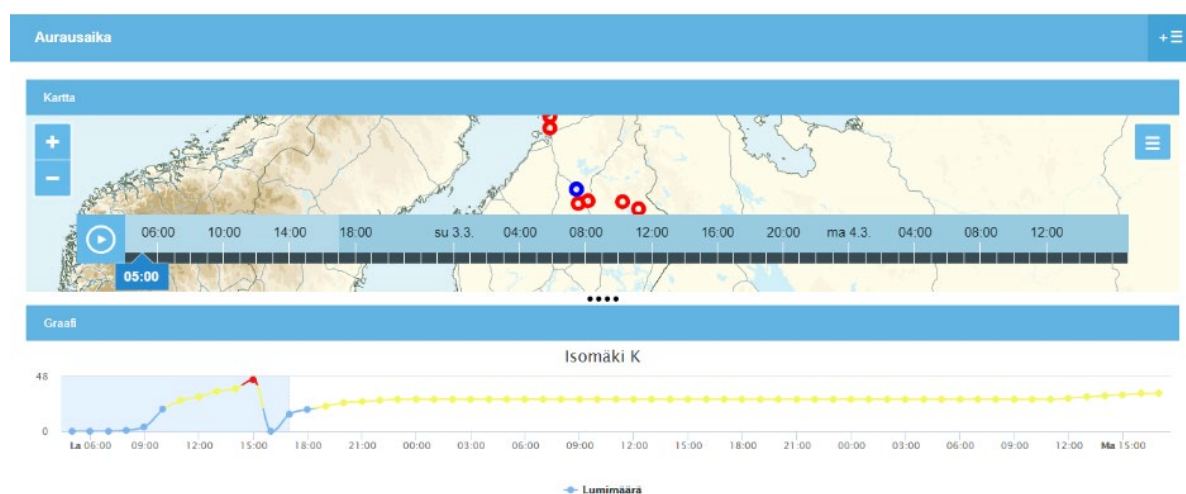 Aurausaika
+
Kartta
+
−
06:00 10:00 14:00 18:00 su 3.3. 04:00 08:00 12:00 16:00 20:00 ma 4.3. 04:00 08:00 12:00
05:00
Graafi
Isomäki K
48
0
La 06:00 09:00 12:00 15:00 18:00 21:00 00:00 03:00 06:00 09:00 12:00 15:00 18:00 21:00 00:00 03:00 06:00 09:00 12:00 Ma 15:00
Lumimäärä